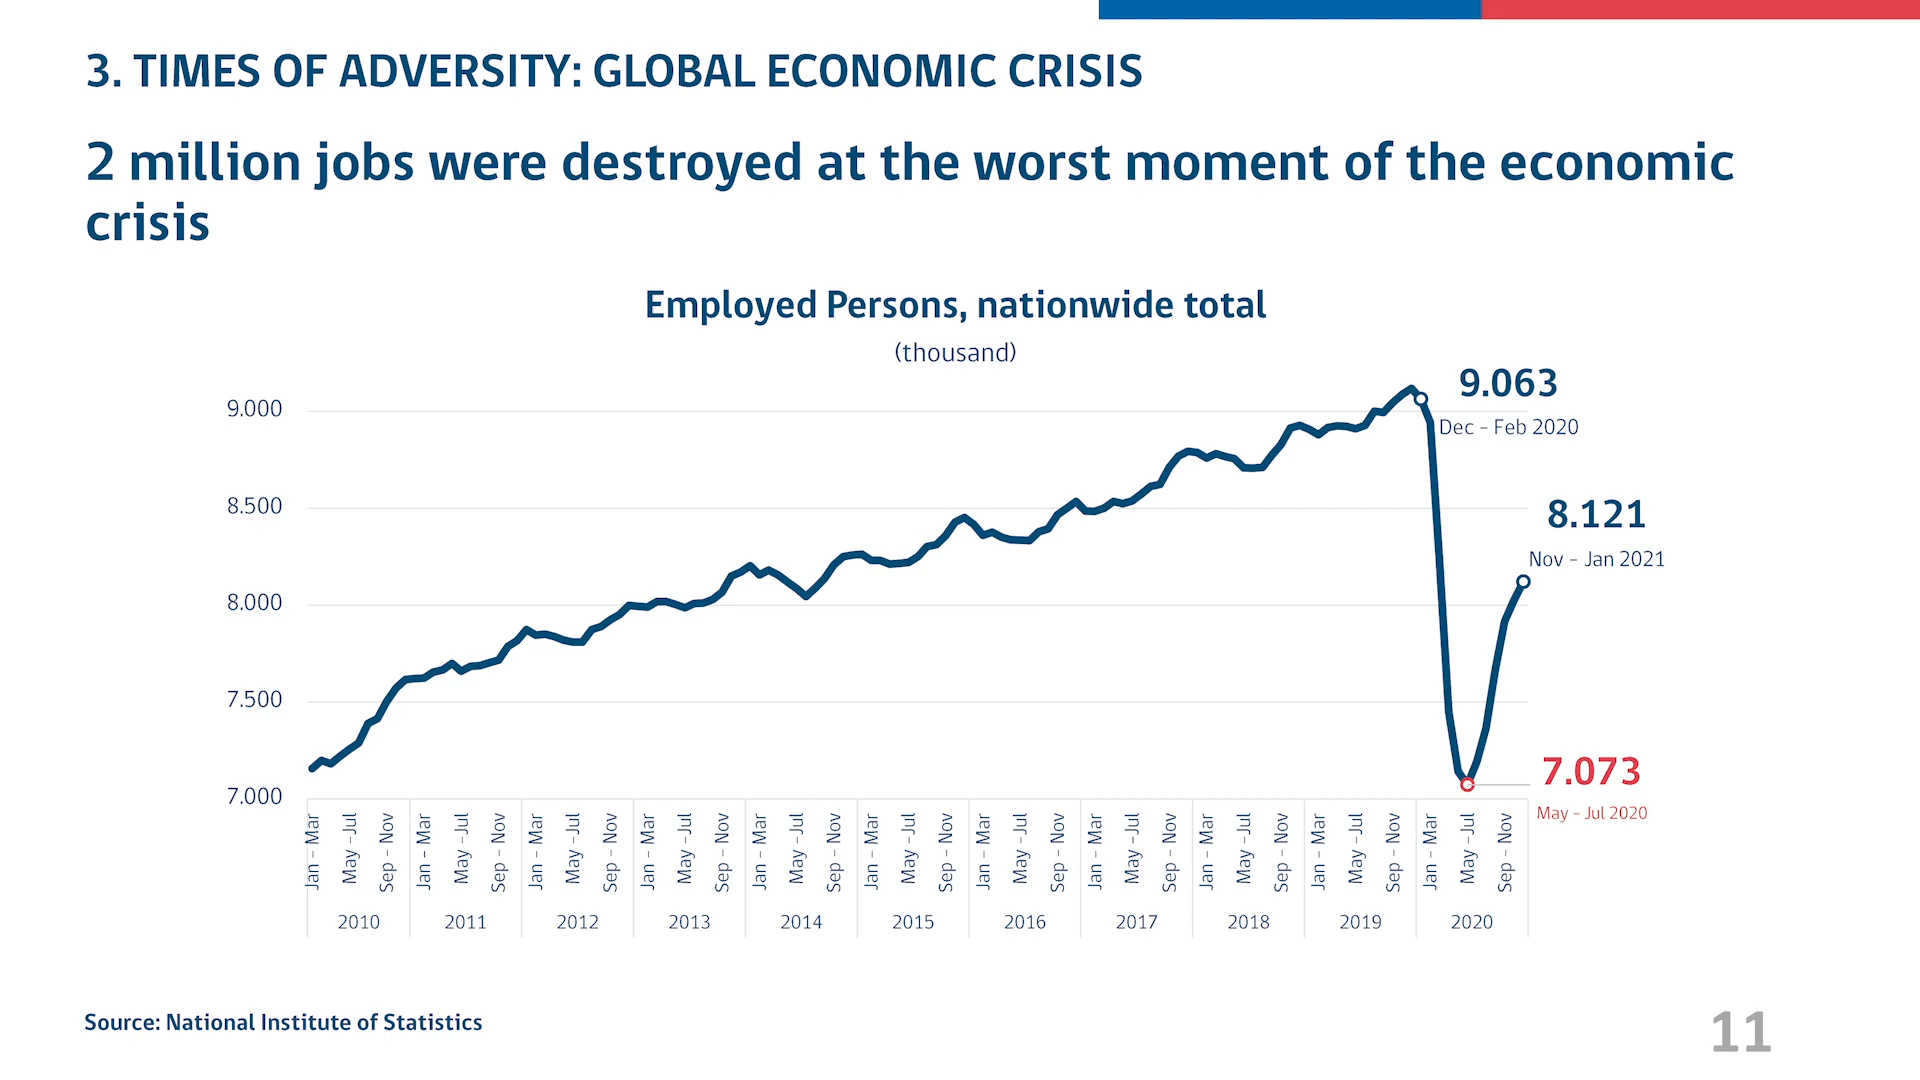 3. TIMES OF ADVERSITY: GLOBAL ECONOMIC CRISIS
2 million jobs were destroyed at the worst moment of the economic
crisis
Employed Persons, nationwide total
(thousand)
9.063
Dec - Feb 2020
8.121
Nov - Jan 2021
7.073
May - Jul 2020
9.000
8.500
8.000
7.500
7.000
Jan - Mar
May - Jul
Sep - Nov
Jan - Mar
May - Jul
Sep - Nov
Jan - Mar
May - Jul
Sep - Nov
Jan - Mar
May - Jul
Sep - Nov
Jan - Mar
May - Jul
Sep - Nov
Jan - Mar
May - Jul
Sep - Nov
Jan - Mar
May - Jul
Sep - Nov
Jan - Mar
May - Jul
Sep - Nov
Jan - Mar
May - Jul
Sep - Nov
Jan - Mar
May - Jul
Sep - Nov
Jan - Mar
May - Jul
Sep - Nov
2010 2011 2012 2013 2014 2015 2016 2017 2018 2019 2020
Source: National Institute of Statistics
11